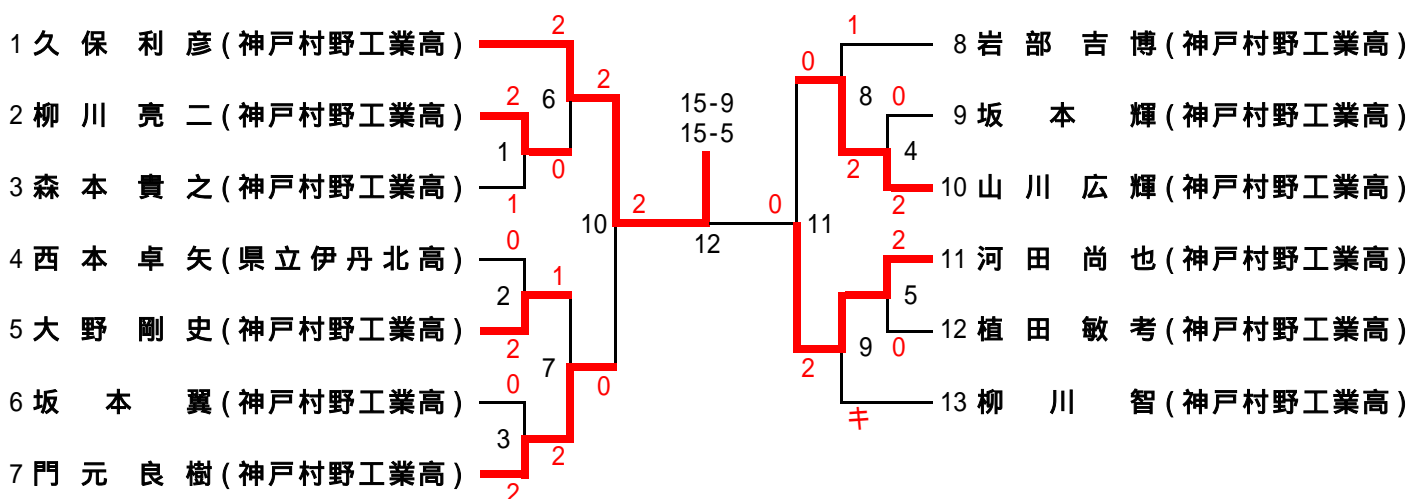 1 久保利彦(神戸村野工業高)
2 柳川亮二(神戸村野工業高)
3 森本貴之(神戸村野工業高)
4 西本卓矢(県立伊丹北高)
5 大野剛史(神戸村野工業高)
6 坂本翼(神戸村野工業高)
7 門元良樹(神戸村野工業高)
2
2
1
0
2
0
2
1
2
3
2
0
1
2
6
7
2
0
10
2
15-9
15-5
12
0
11
0
2
8
9
1
2
キ
0
4
2
2
5
0
8 岩部吉博(神戸村野工業高)
9 坂本輝(神戸村野工業高)
10 山川広輝(神戸村野工業高)
11 河田尚也(神戸村野工業高)
12 植田敏考(神戸村野工業高)
13 柳川智(神戸村野工業高)